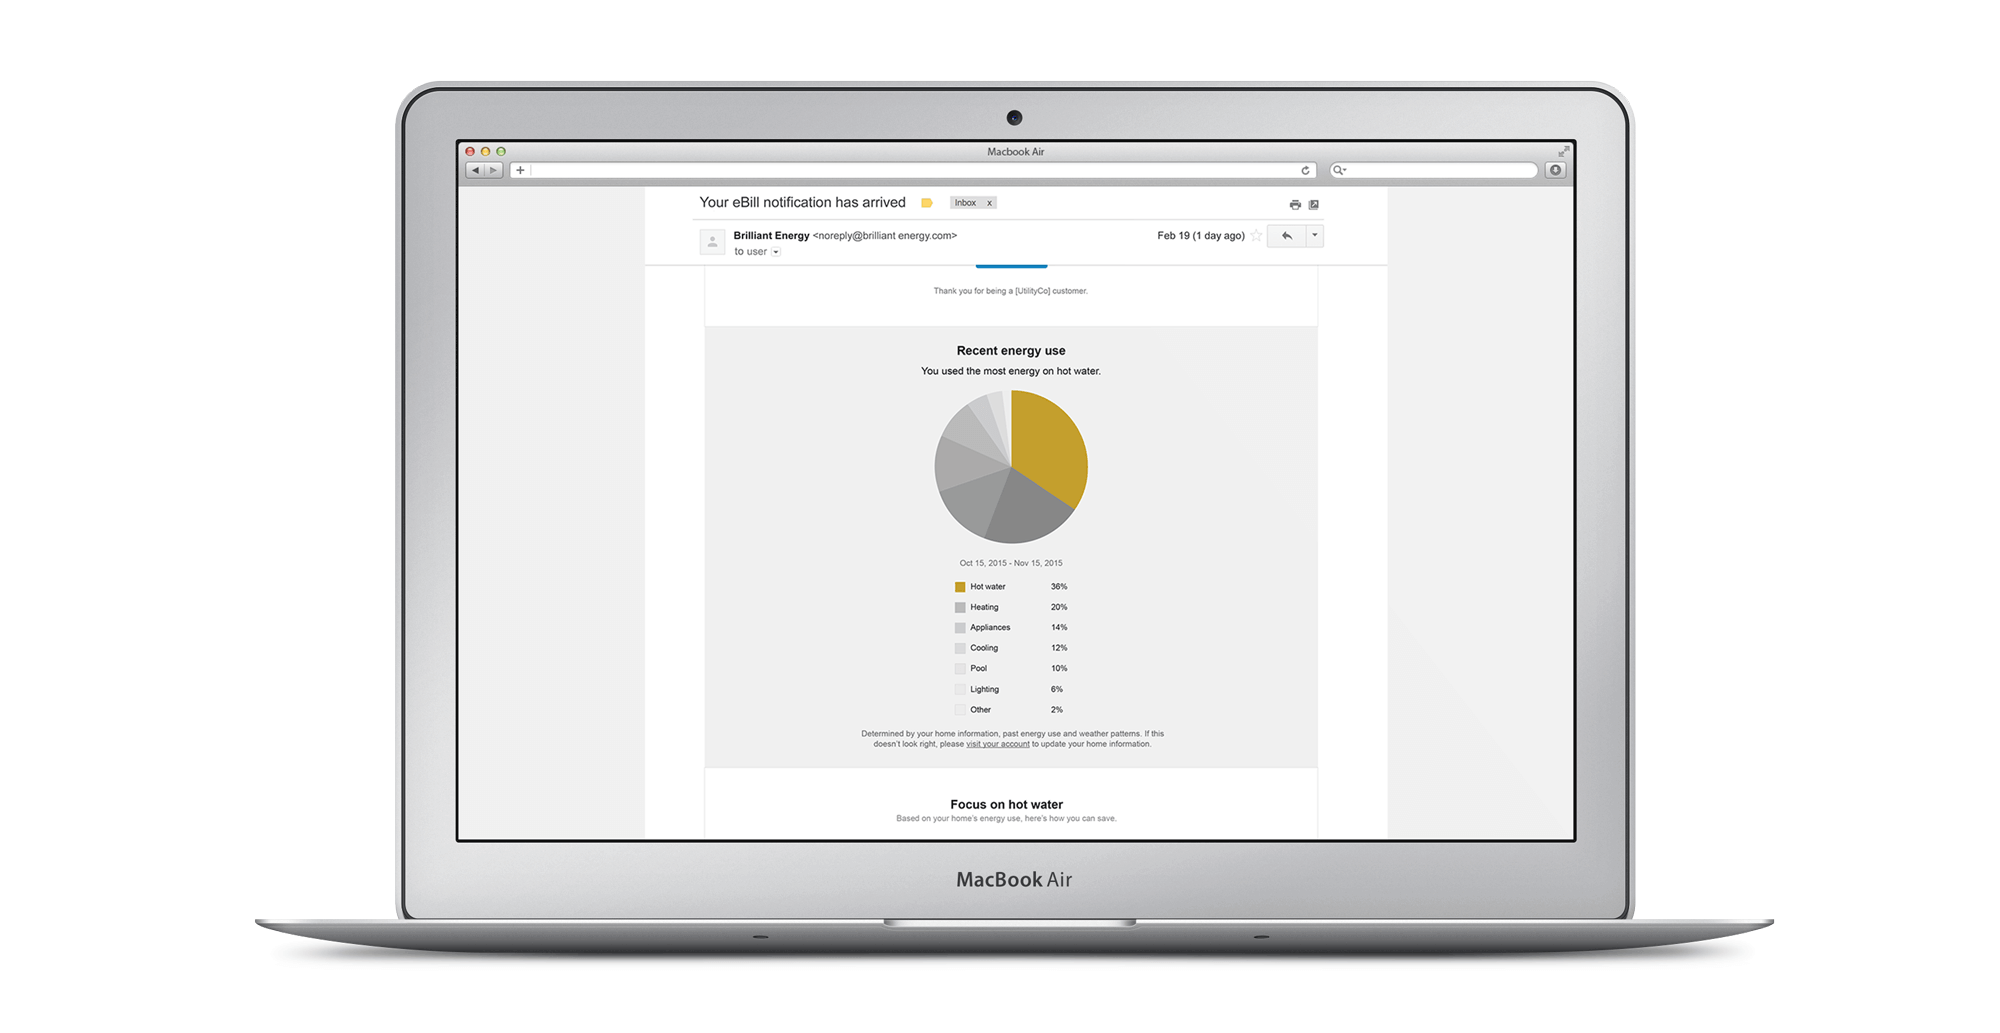 Macbook Air
Your eBill notification has arrived Inbox x
Brilliant Energy <noreply@brilliant energy.com> Feb 19 (1 day ago)
to user
Thank you for being a [UtilityCo] customer.
Recent energy use
You used the most energy on hot water.
Oct 15, 2015 - Nov 15, 2015
Hot water 36%
Heating 20%
Appliances 14%
Cooling 12%
Pool 10%
Lighting 6%
Other 2%
Determined by your home information, past energy use and weather patterns. If this
doesn't look right, please visit your account to update your home information.
Focus on hot water
Based on your home's energy use, here's how you can save.
MacBook Air